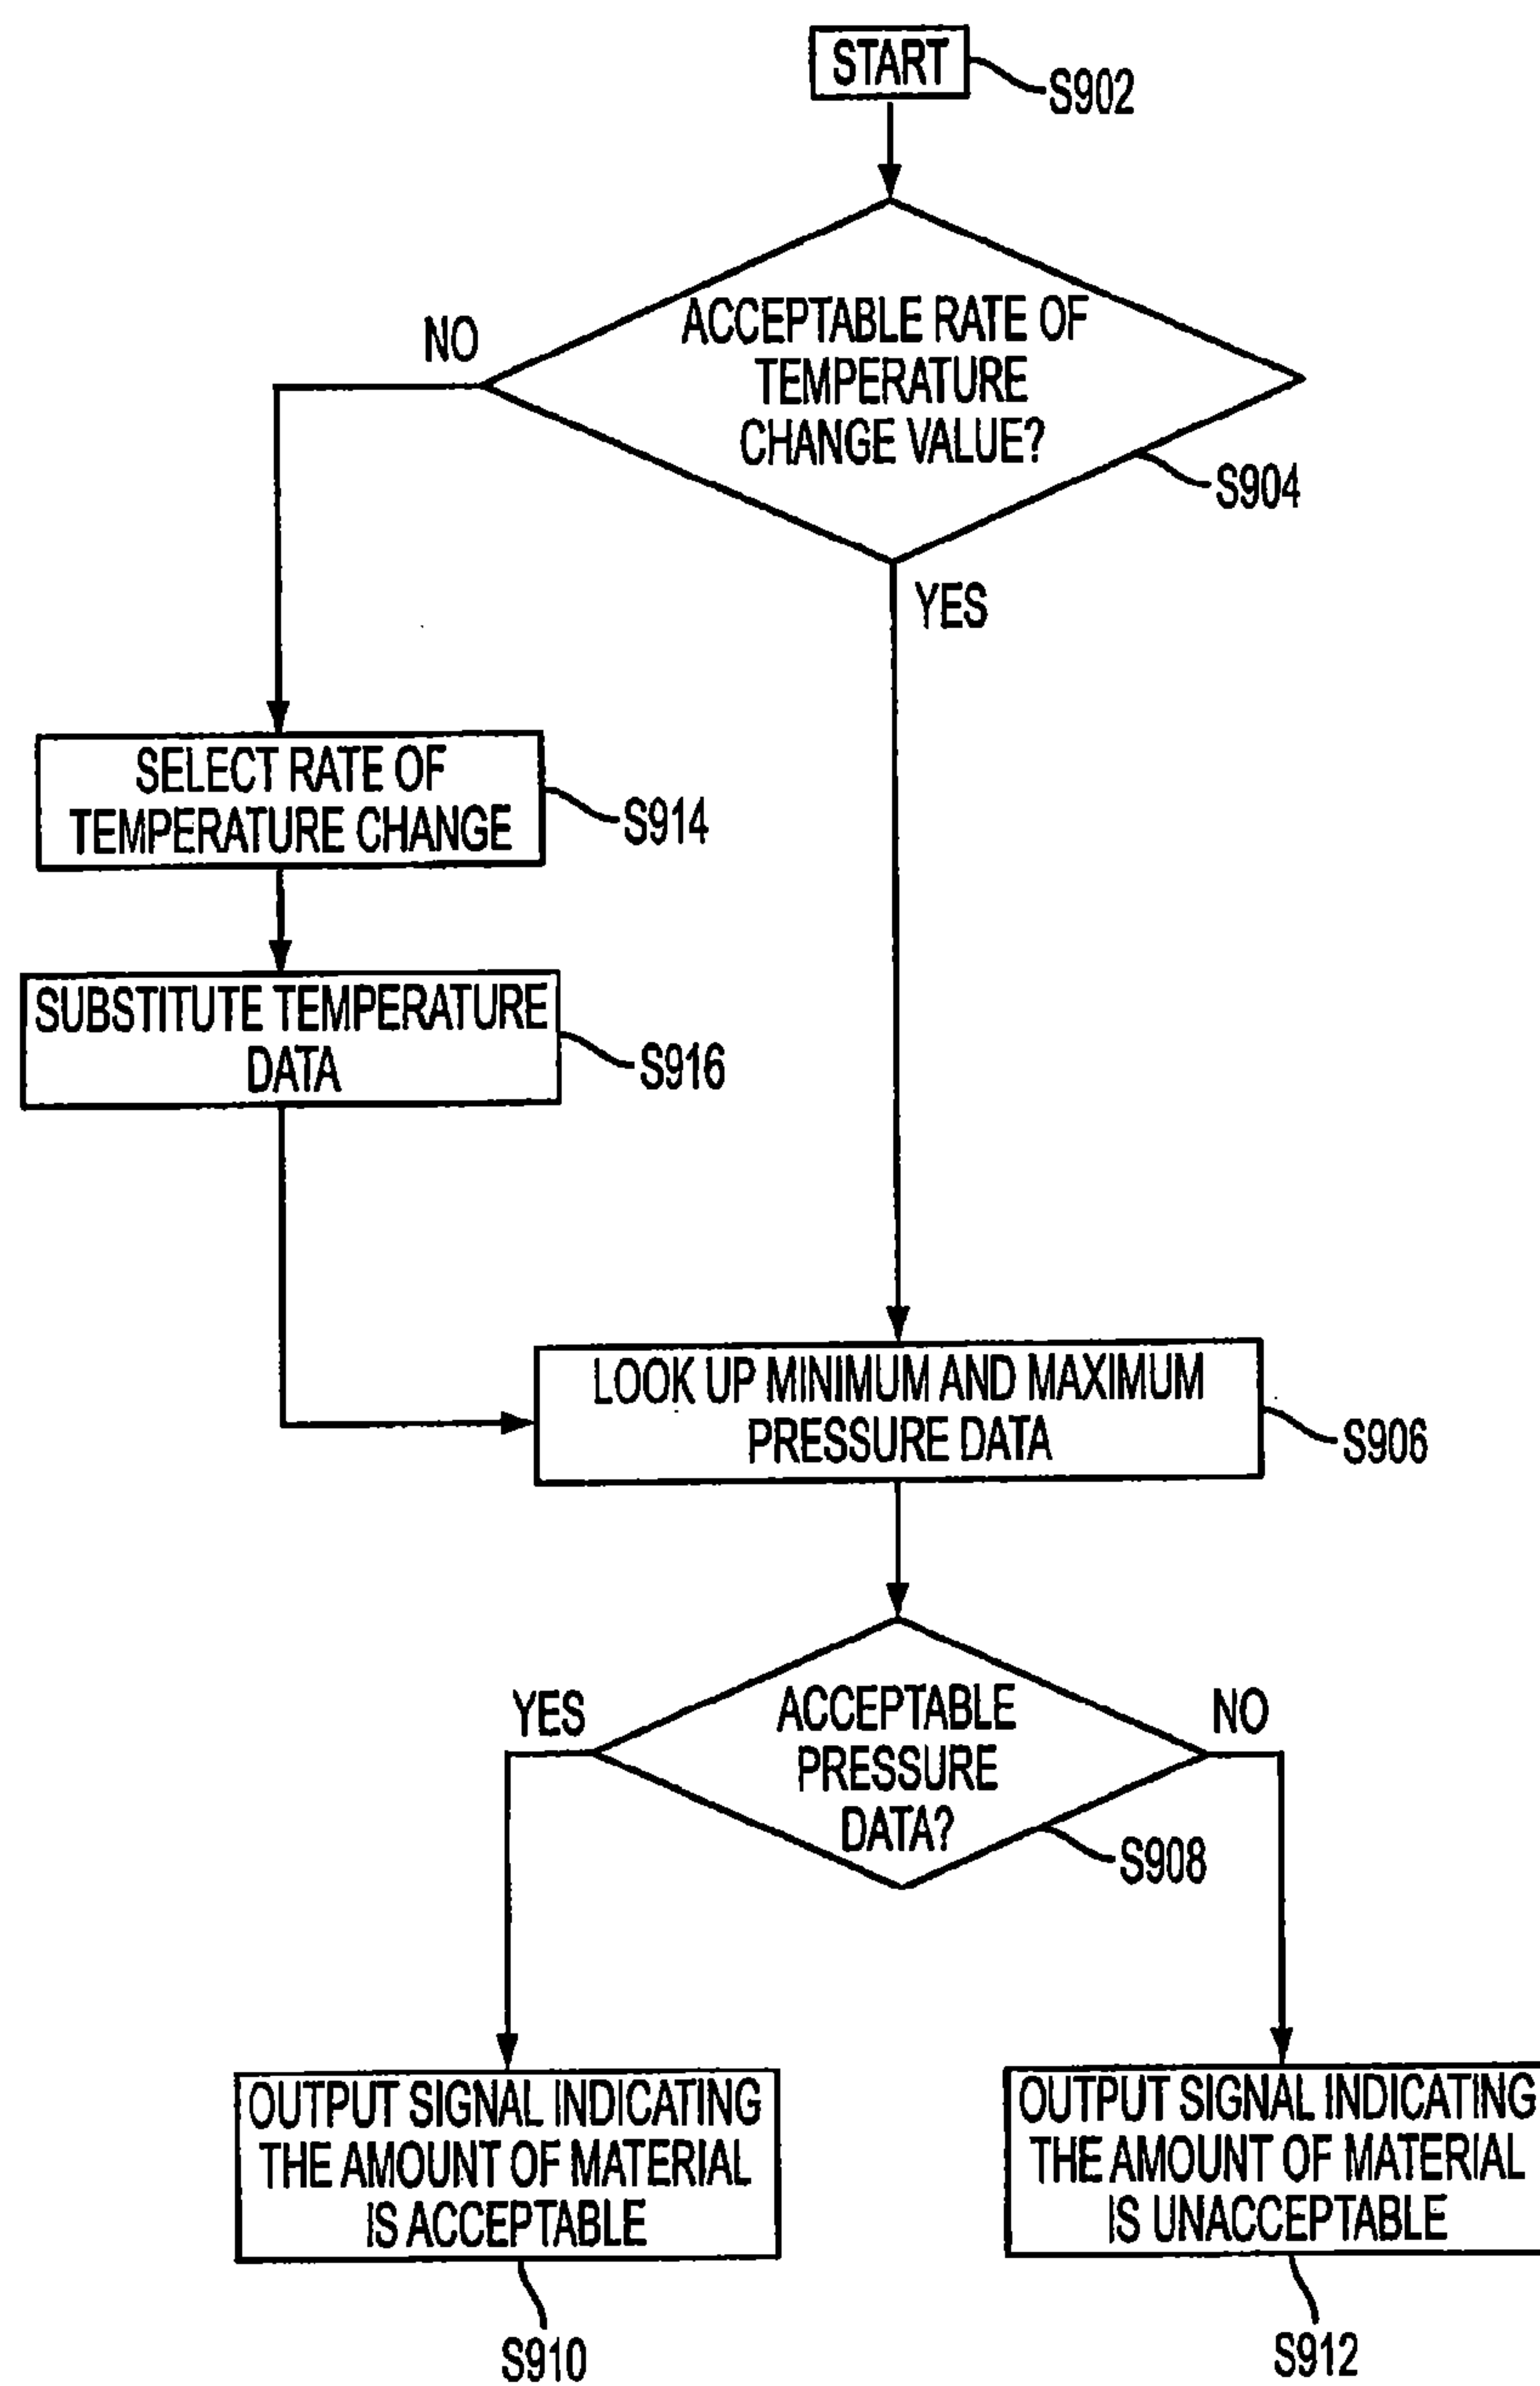 START
S902
ACCEPTABLE RATE OF
TEMPERATURE
CHANGE VALUE?
NO
S904
YES
SELECT RATE OF
TEMPERATURE CHANGE
S914
SUBSTITUTE TEMPERATURE
DATA
S916
LOOK UP MINIMUM AND MAXIMUM
PRESSURE DATA
S906
YES
ACCEPTABLE
PRESSURE
DATA?
NO
S908
OUTPUT SIGNAL INDICATING
THE AMOUNT OF MATERIAL
IS ACCEPTABLE
S910
OUTPUT SIGNAL INDICATING
THE AMOUNT OF MATERIAL
IS UNACCEPTABLE
S912